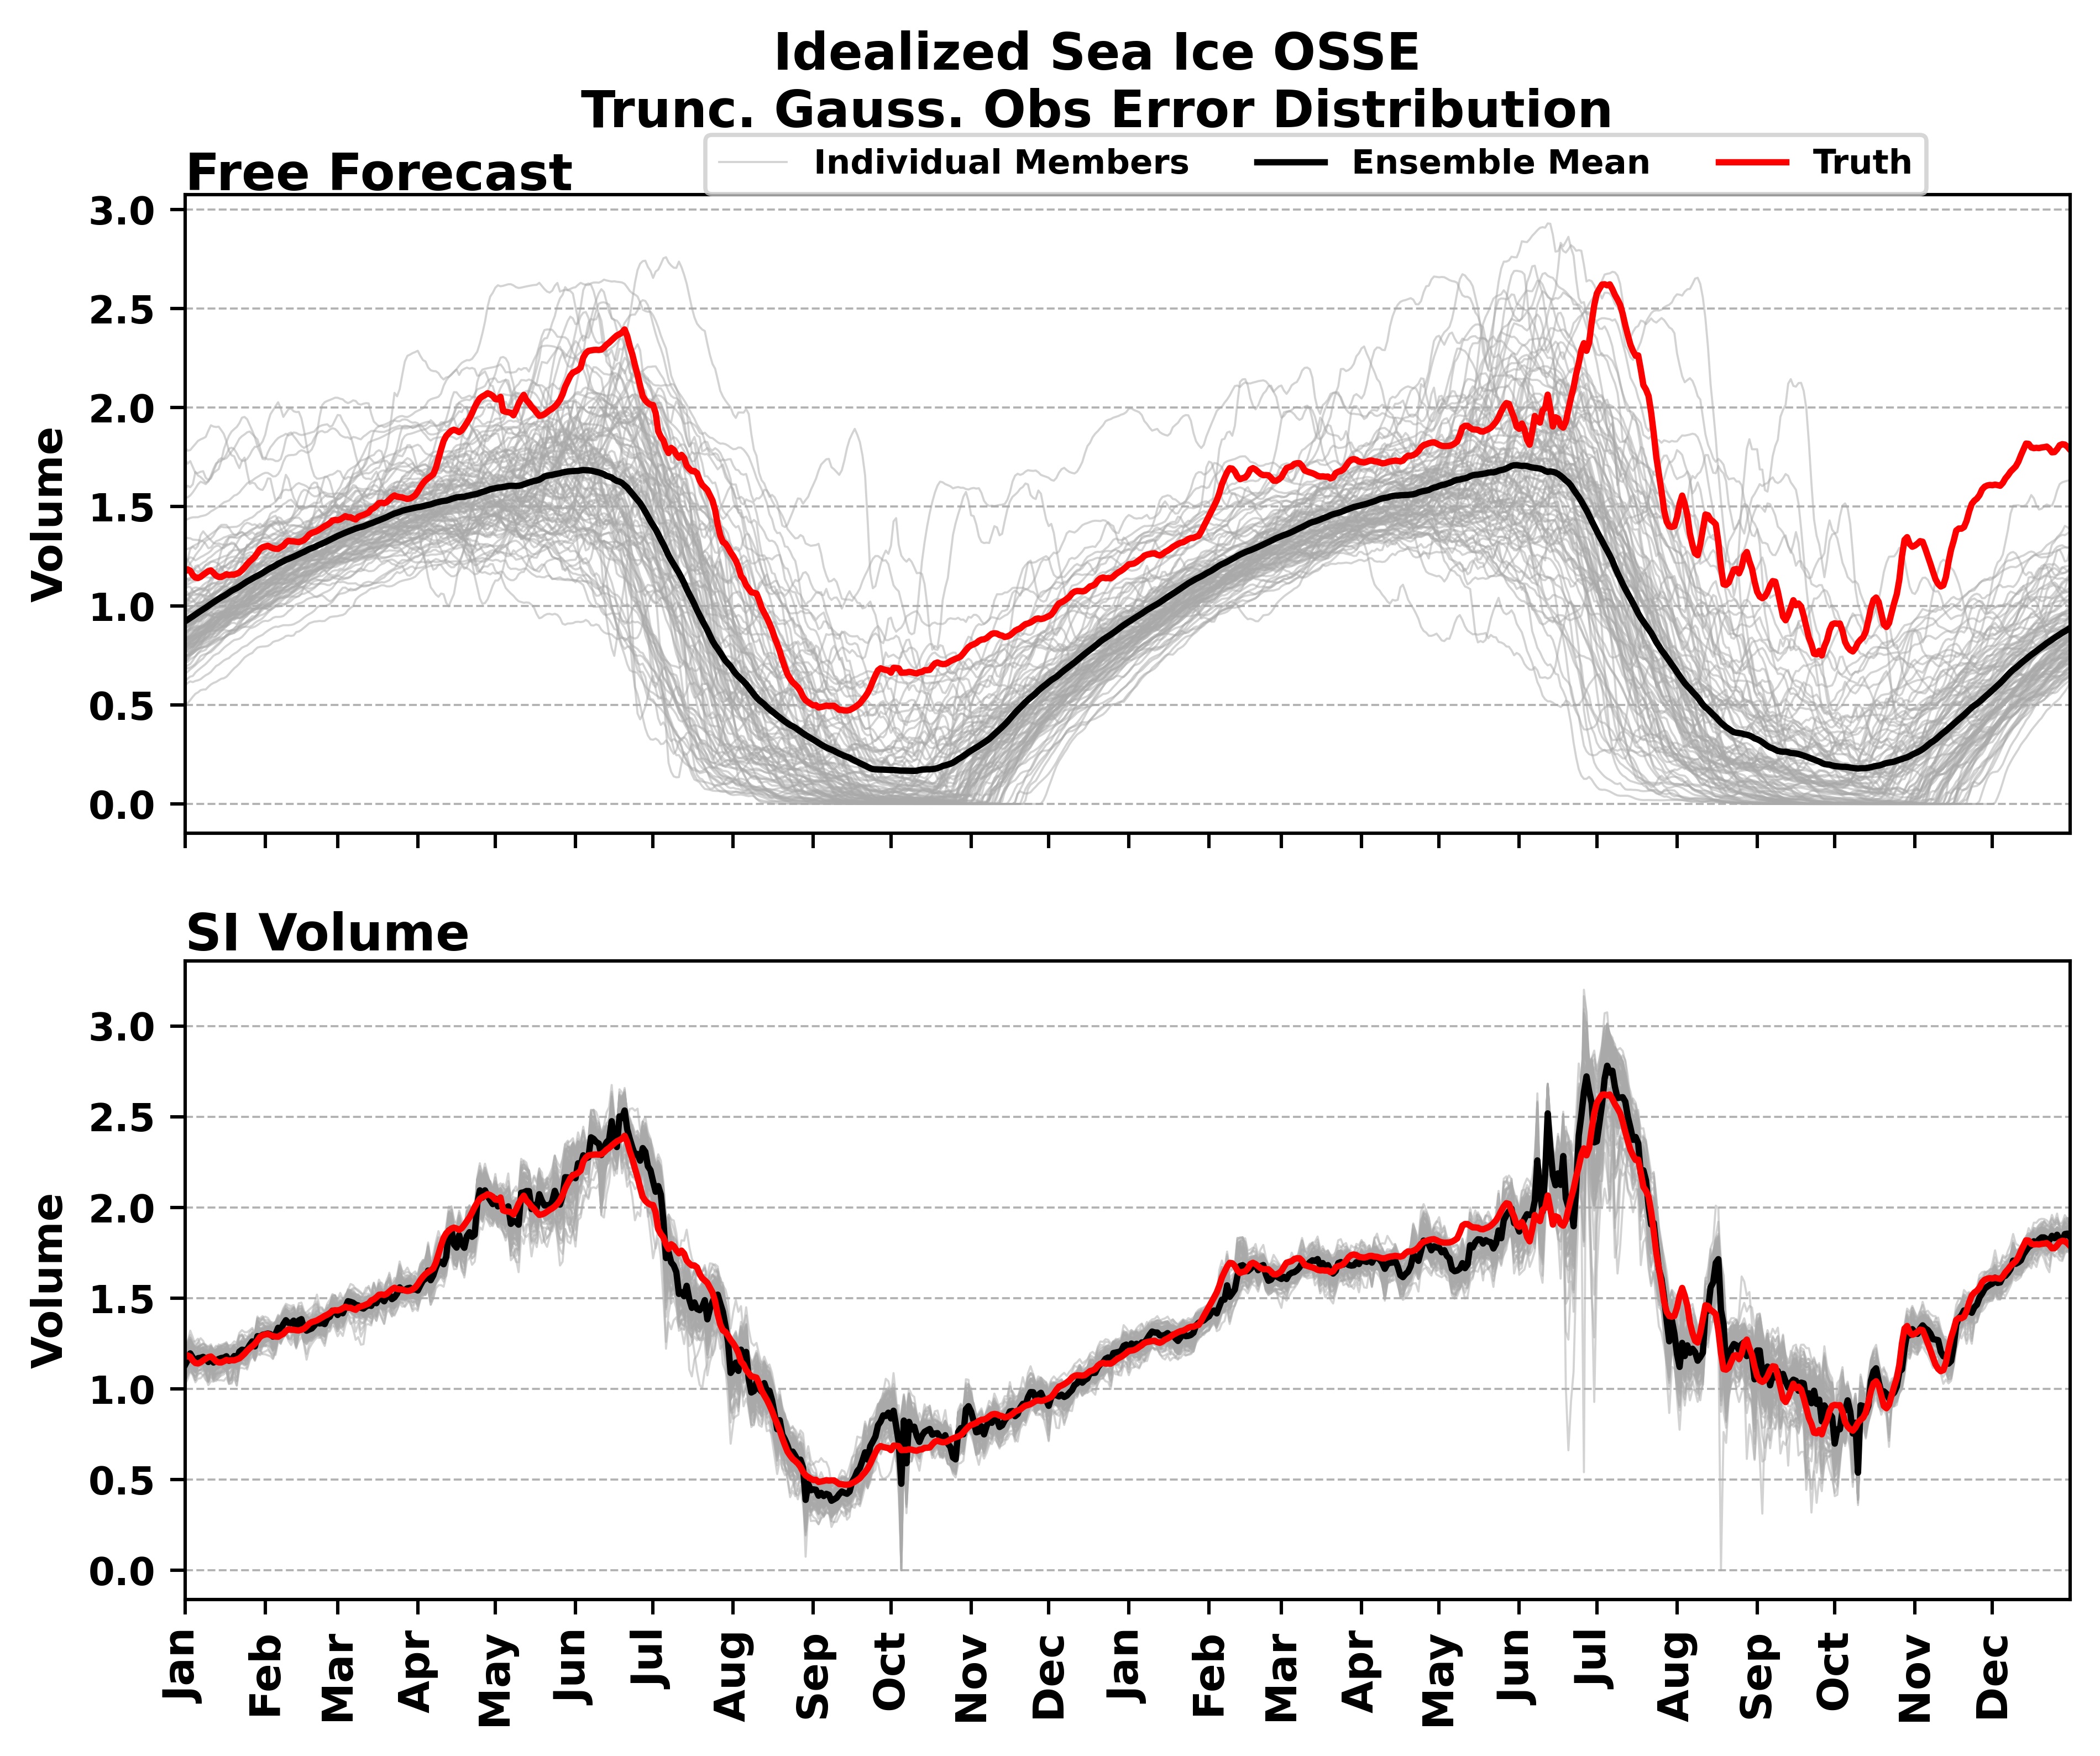 Idealized Sea Ice OSSE
Trunc. Gauss. Obs Error Distribution
Free Forecast
Individual Members Ensemble Mean Truth
Volume
3.0
2.5
2.0
1.5
1.0
0.5
0.0
SI Volume
Volume
3.0
2.5
2.0
1.5
1.0
0.5
0.0
Jan Feb Mar Apr May Jun Jul Aug Sep Oct Nov Dec Jan Feb Mar Apr May Jun Jul Aug Sep Oct Nov Dec